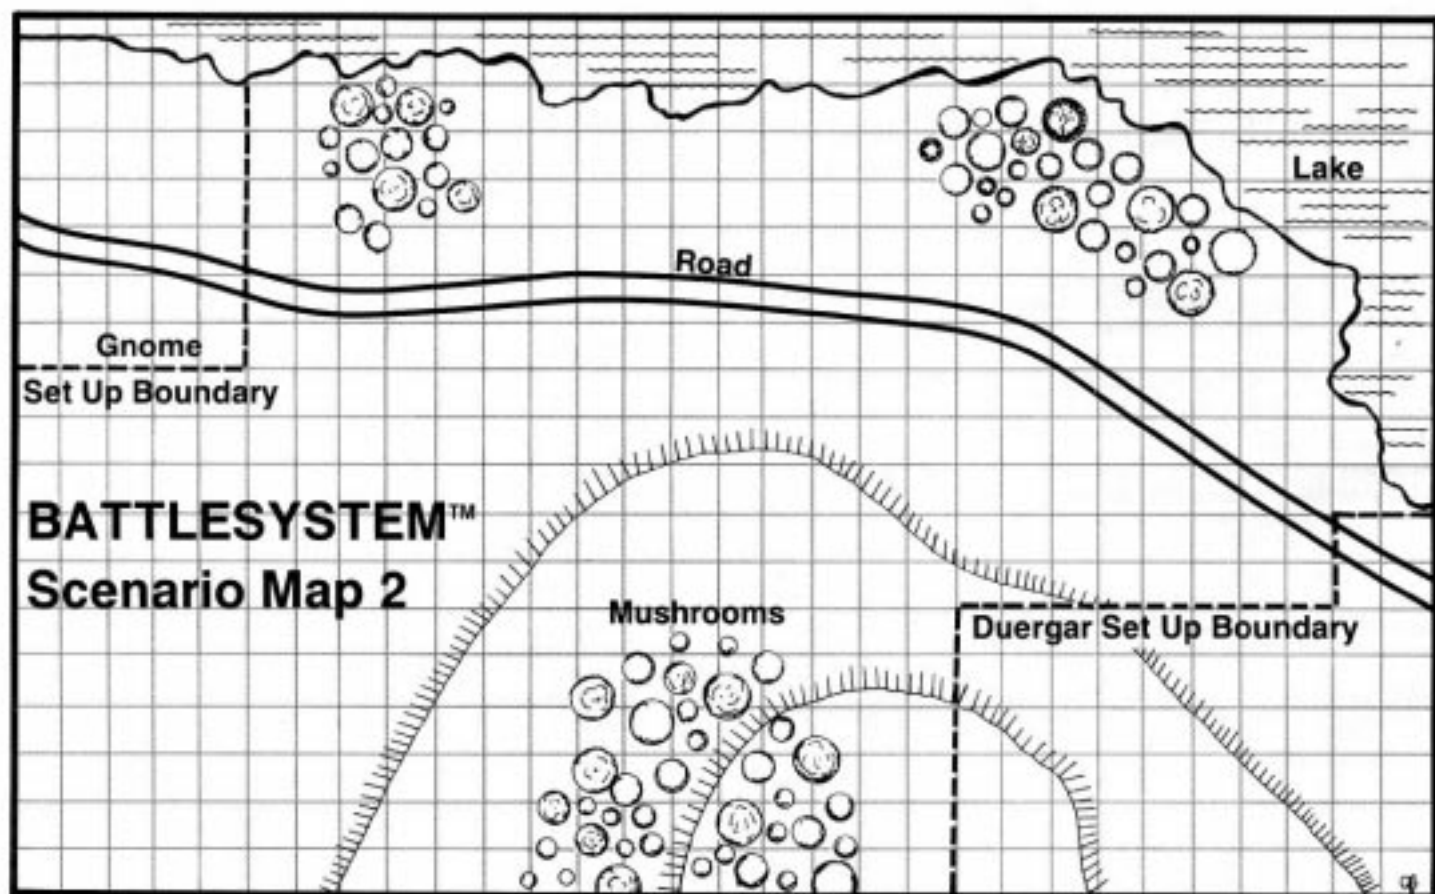 Lake
Road
Gnome
Set Up Boundary
BATTLESYSTEM™
Scenario Map 2
Mushrooms
Duergar Set Up Boundary